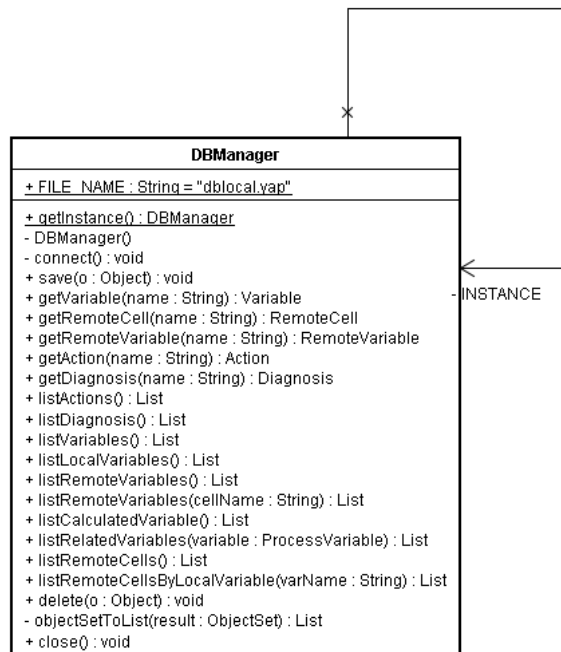 DBManager
+ FILE_NAME : String = "dblocal.yap"
+ getInstance() : DBManager
- DBManager()
- connect() : void
+ save(o : Object) : void
+ getVariable(name : String) : Variable
- INSTANCE
+ getRemoteCell(name : String) : RemoteCell
+ getRemoteVariable(name : String) : RemoteVariable
+ getAction(name : String) : Action
+ getDiagnosis(name : String) : Diagnosis
+ listActions() : List
+ listDiagnosis() : List
+ listVariables() : List
+ listLocalVariables() : List
+ listRemoteVariables() : List
+ listRemoteVariables(cellName : String) : List
+ listCalculatedVariable() : List
+ listRelatedVariables(variable : ProcessVariable) : List
+ listRemoteCells() : List
+ listRemoteCellsByLocalVariable(varName : String) : List
+ delete(o : Object) : void
- objectSetToList(result : ObjectSet) : List
+ close() : void